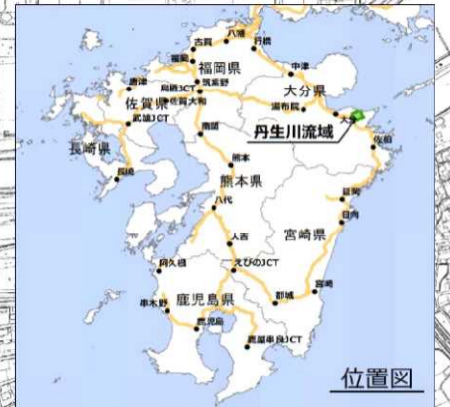 八幡
古賀
行橋
福岡
福岡県
中津
唐津
筑紫野
大分県
鳥栖JCT
佐賀県
佐賀大和
湯布院
大分
武雄JCT
丹生川流域
佐伯
南関
長崎県
長崎
熊本
熊本県
延岡
八代
日向
宮崎県
人吉
阿久根
えびのJCT
宮崎
鹿児島県
都城
串木野
鹿児島
鹿屋串良JCT
位置図